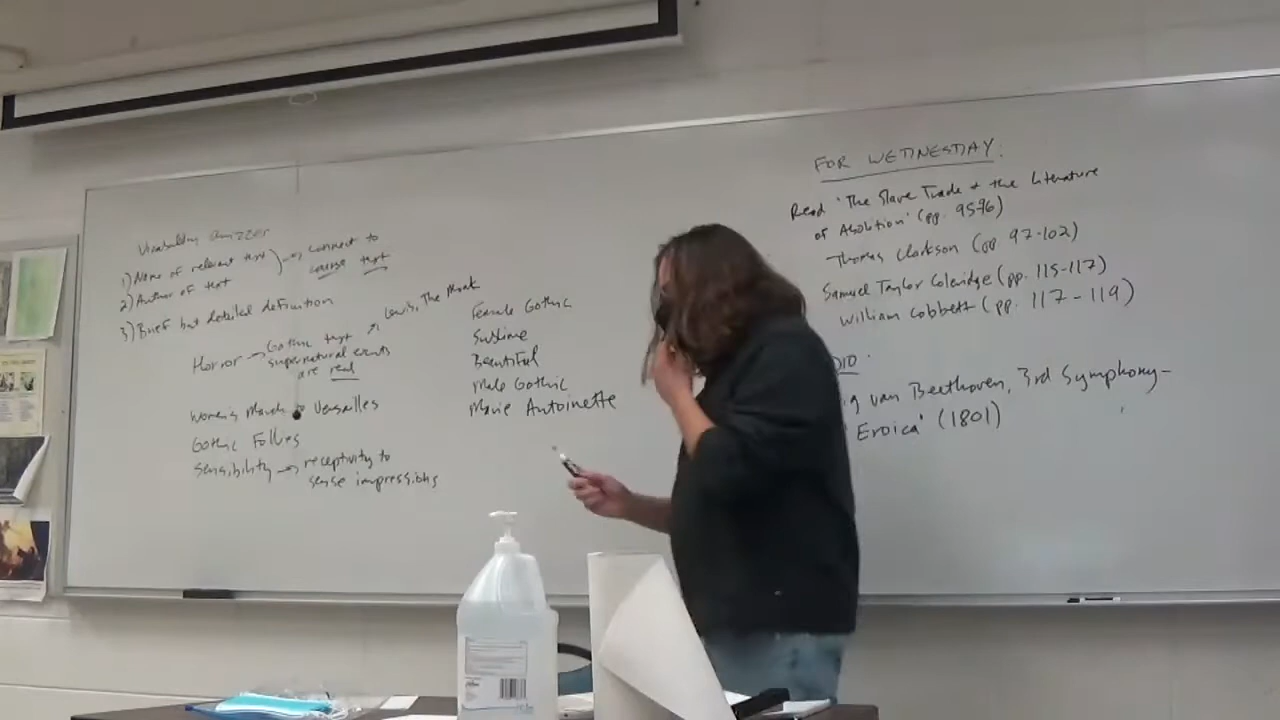 Vocabulary Quizzes
1) Name of relevant text
2) Author of text
connect to
course text
3) Brief but detailed definition
Horror → Gothic text
supernatural events
are real
Lewis, The Monk
Women's March to Versailles
Gothic Follies
Sensibility → receptivity to
sense impressions
Female Gothic
Sublime
Beautiful
Male Gothic
Marie Antoinette
FOR WEDNESDAY:
Read 'The Slave Trade & the Literature
of Abolition' (pp. 95-96)
Thomas Clarkson (pp 97-102)
Samuel Taylor Coleridge (pp. 115-117)
William Cobbett (pp. 117-119)
van Beethoven, 3rd Symphony-
'Eroica' (1801)